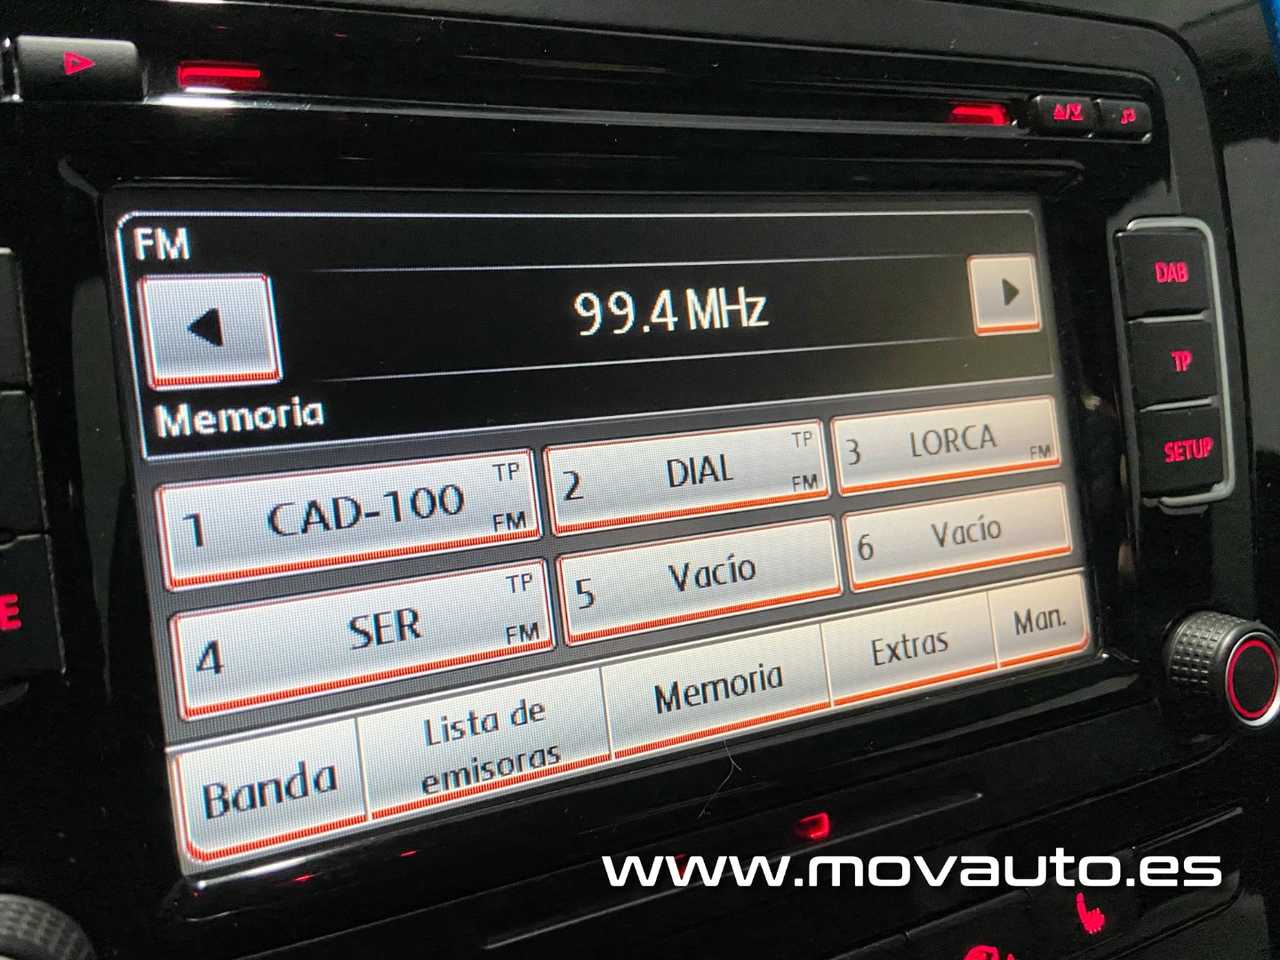 FM
99.4 MHz
Memoria
1 CAD-100 TP FM
2 DIAL TP FM
3 LORCA FM
4 SER TP FM
5 Vacío
6 Vacío
Banda
Lista de
emisoras
Memoria
Extras
Man.
DAB
TP
SETUP
E
www.movauto.es